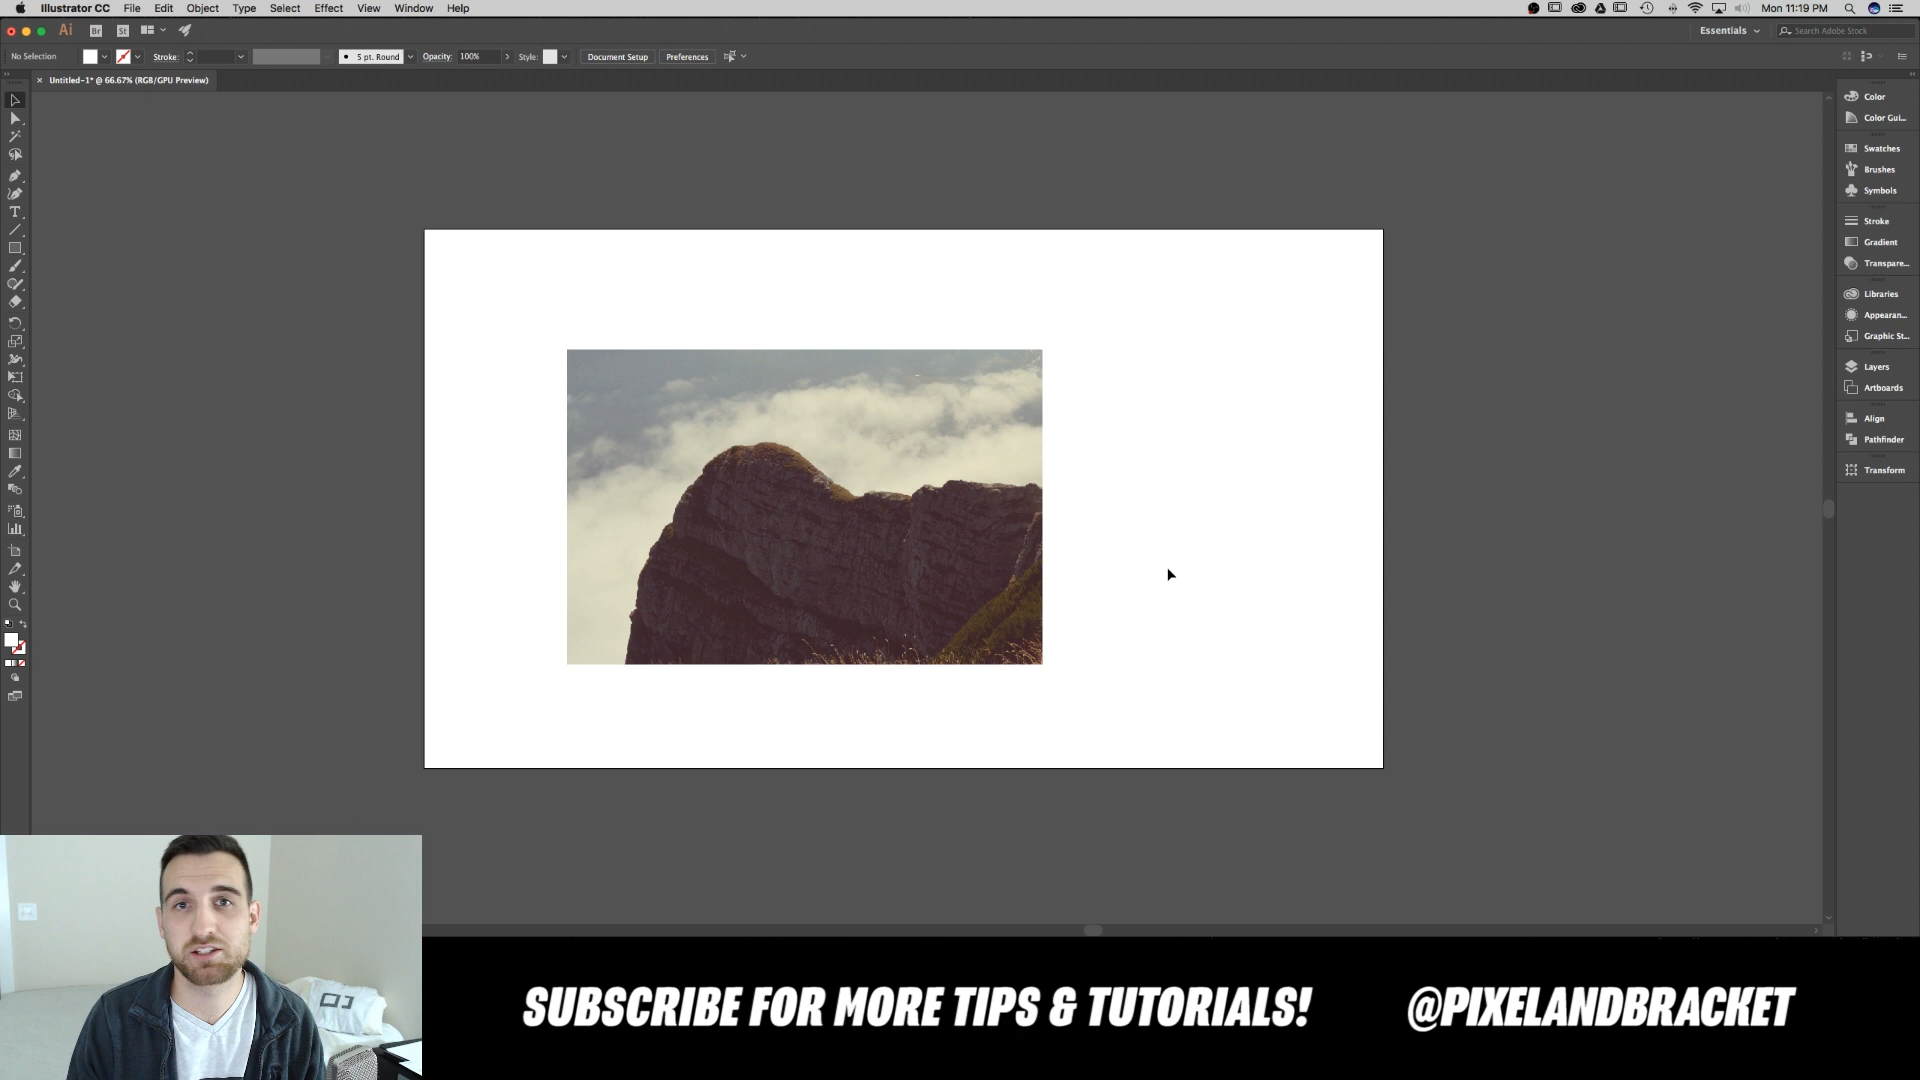 Illustrator CC File Edit Object Type Select Effect View Window Help
Mon 11:19 PM
Ai Br St
Essentials
Search Adobe Stock
No Selection
Stroke:
5 pt. Round
Opacity: 100%
Style:
Document Setup
Preferences
Untitled-1* @ 66.67% (RGB/GPU Preview)
Color
Color Gui...
Swatches
Brushes
Symbols
Stroke
Gradient
Transpare...
Libraries
Appearan...
Graphic St...
Layers
Artboards
Align
Pathfinder
Transform
SUBSCRIBE FOR MORE TIPS & TUTORIALS!
@PIXELANDBRACKET